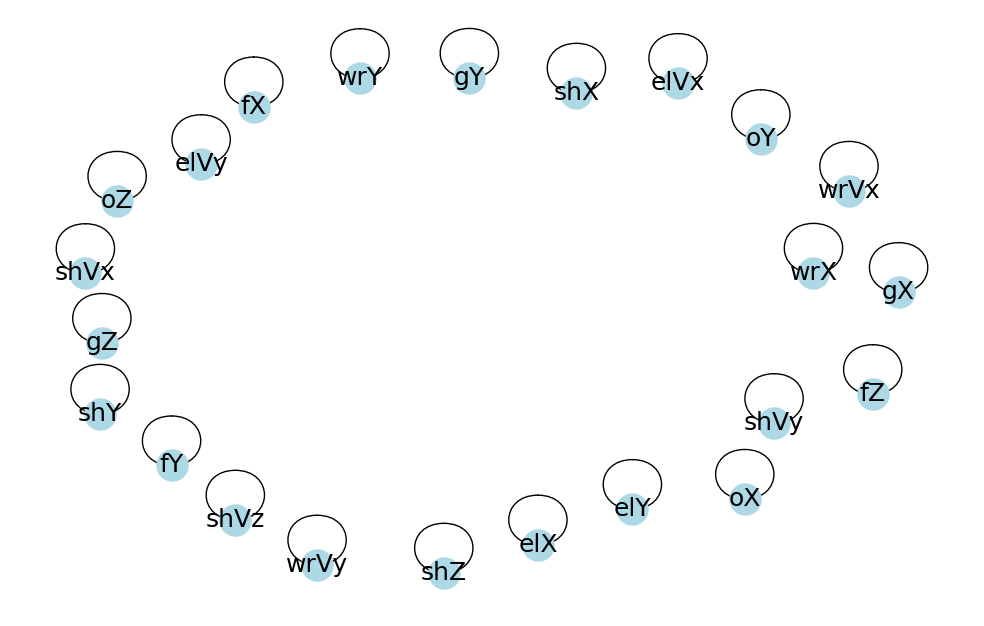 wrY
gY
shX
elVx
fX
oY
elVy
wrVx
oZ
shVx
wrX
gX
gZ
fZ
shY
shVy
fY
oX
elY
shVz
elX
wrVy
shZ